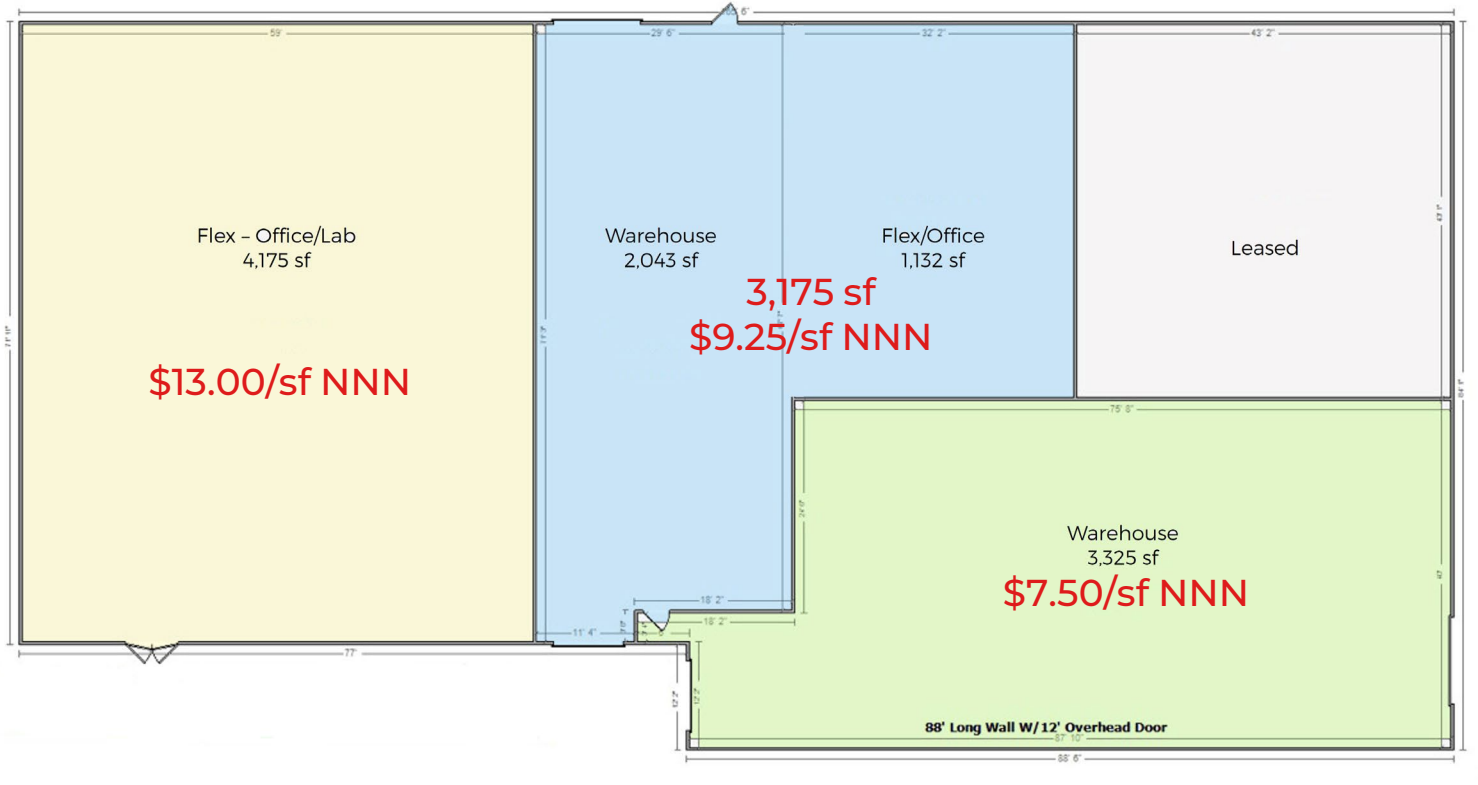 59'
29' 6"
32' 2"
43' 2"
Flex – Office/Lab
4,175 sf
Warehouse
2,043 sf
Flex/Office
1,132 sf
Leased
3,175 sf
$9.25/sf NNN
$13.00/sf NNN
75' 8"
Warehouse
3,325 sf
$7.50/sf NNN
18' 2"
18' 2"
11' 4"
77'
88' Long Wall W/12' Overhead Door
87' 10"
88' 6"